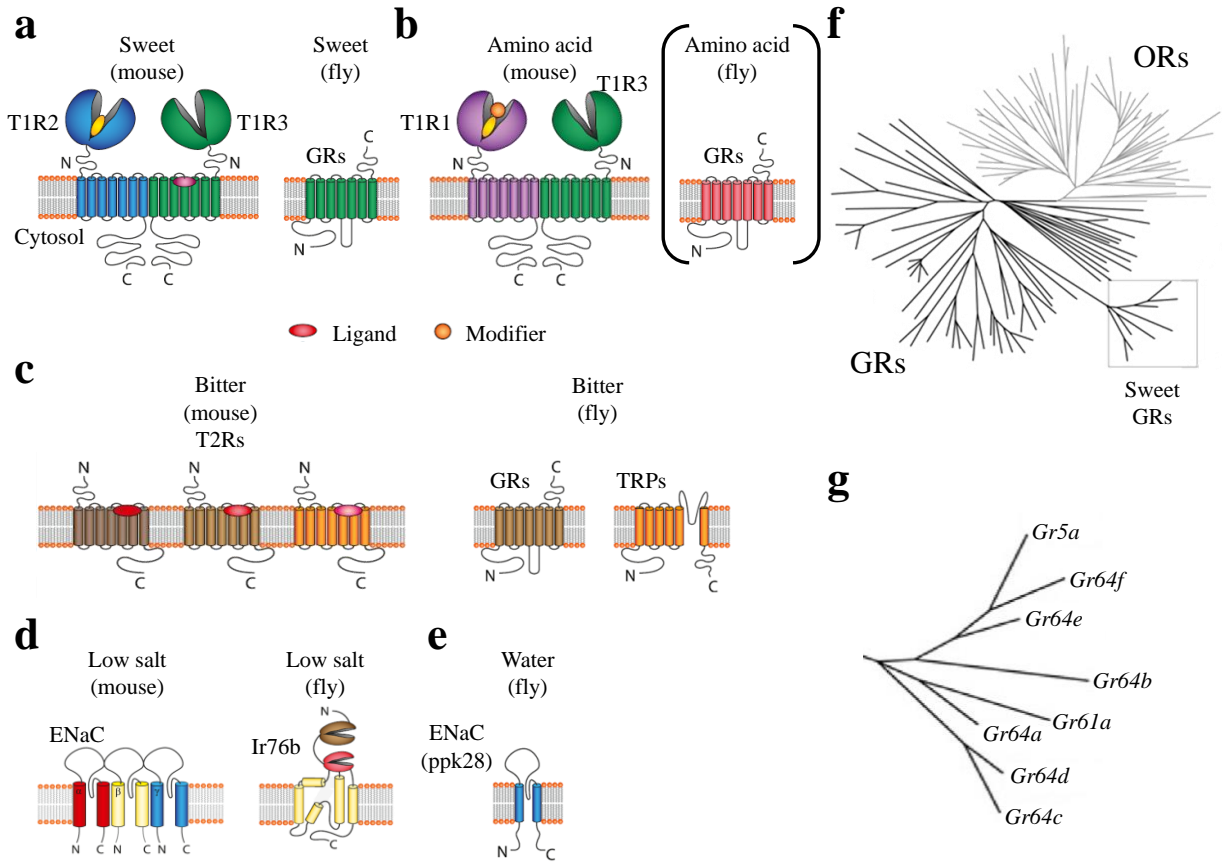 a
Sweet
(mouse)
T1R2
T1R3
N
N
Cytosol
C
C
Sweet
(fly)
C
GRs
N
b
Amino acid
(mouse)
T1R3
T1R1
N
N
C
C
Amino acid
(fly)
C
GRs
N
Ligand
Modifier
c
Bitter
(mouse)
T2Rs
N
N
N
C
C
C
Bitter
(fly)
GRs
C
N
TRPs
N
C
d
Low salt
(mouse)
ENaC
α
β
γ
N
C
N
C
N
C
Low salt
(fly)
N
Ir76b
C
e
Water
(fly)
ENaC
(ppk28)
N
C
f
ORs
GRs
Sweet
GRs
g
Gr5a
Gr64f
Gr64e
Gr64b
Gr61a
Gr64a
Gr64d
Gr64c